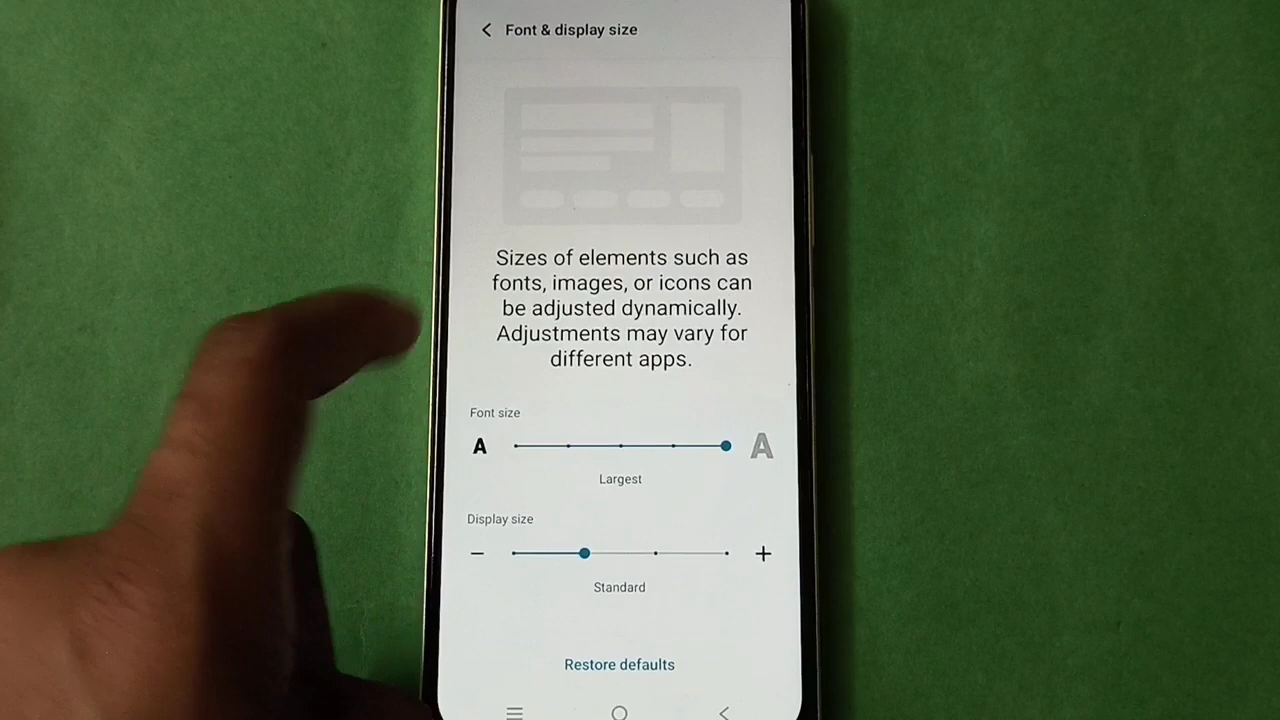 Font & display size
Sizes of elements such as
fonts, images, or icons can
be adjusted dynamically.
Adjustments may vary for
different apps.
Font size
A A
Largest
Display size
Standard
Restore defaults